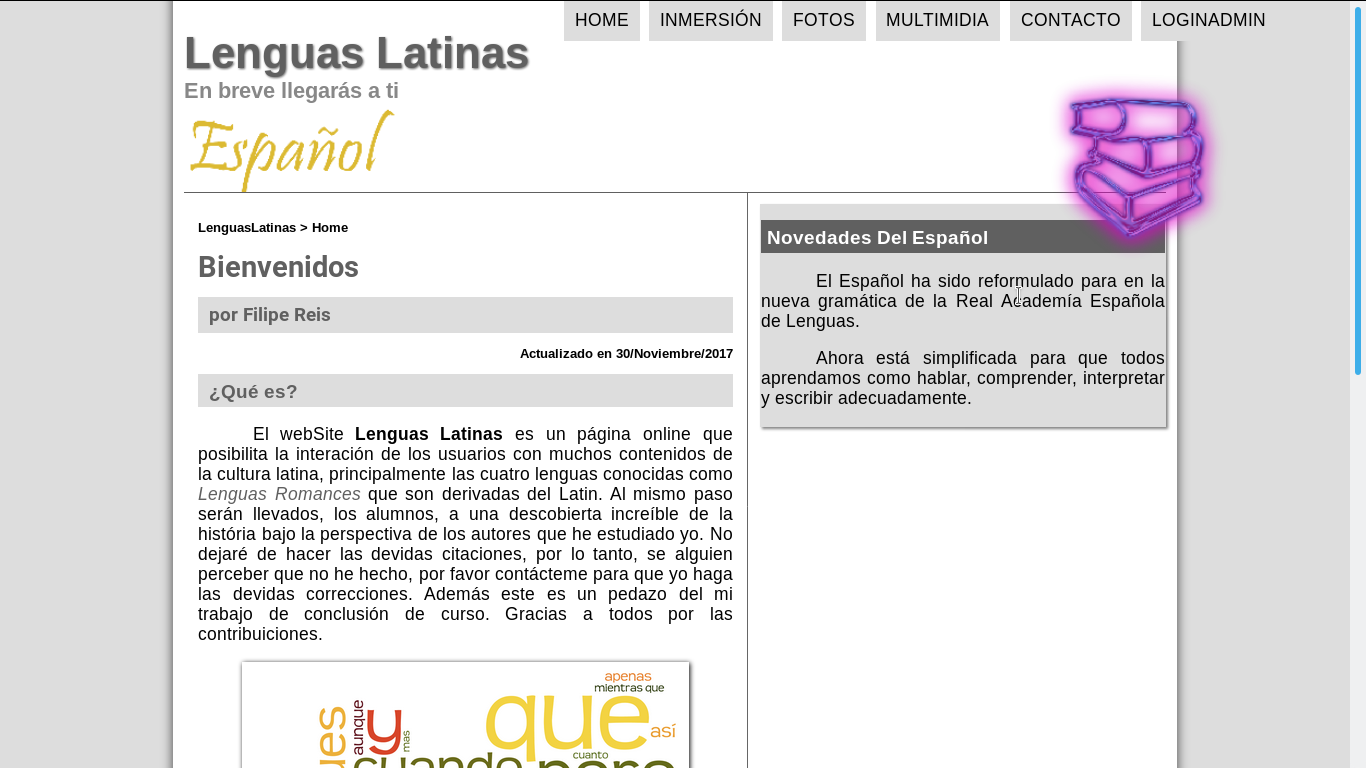 HOME INMERSIÓN FOTOS MULTIMIDIA CONTACTO LOGINADMIN
Lenguas Latinas
En breve llegarás a ti
Español
LenguasLatinas > Home
Bienvenidos
por Filipe Reis
Actualizado en 30/Noviembre/2017
¿Qué es?
El webSite Lenguas Latinas es un página online que
posibilita la interación de los usuarios con muchos contenidos de
la cultura latina, principalmente las cuatro lenguas conocidas como
Lenguas Romances que son derivadas del Latin. Al mismo paso
serán llevados, los alumnos, a una descobierta increíble de la
história bajo la perspectiva de los autores que he estudiado yo. No
dejaré de hacer las devidas citaciones, por lo tanto, se alguien
perceber que no he hecho, por favor contácteme para que yo haga
las devidas correcciones. Además este es un pedazo del mi
trabajo de conclusión de curso. Gracias a todos por las
contribuiciones.
apenas
mientras que
que
así
aunque
y
mas
cuanto
cuando
pero
Novedades Del Español
El Español ha sido reformulado para en la
nueva gramática de la Real Academía Española
de Lenguas.
Ahora está simplificada para que todos
aprendamos como hablar, comprender, interpretar
y escribir adecuadamente.